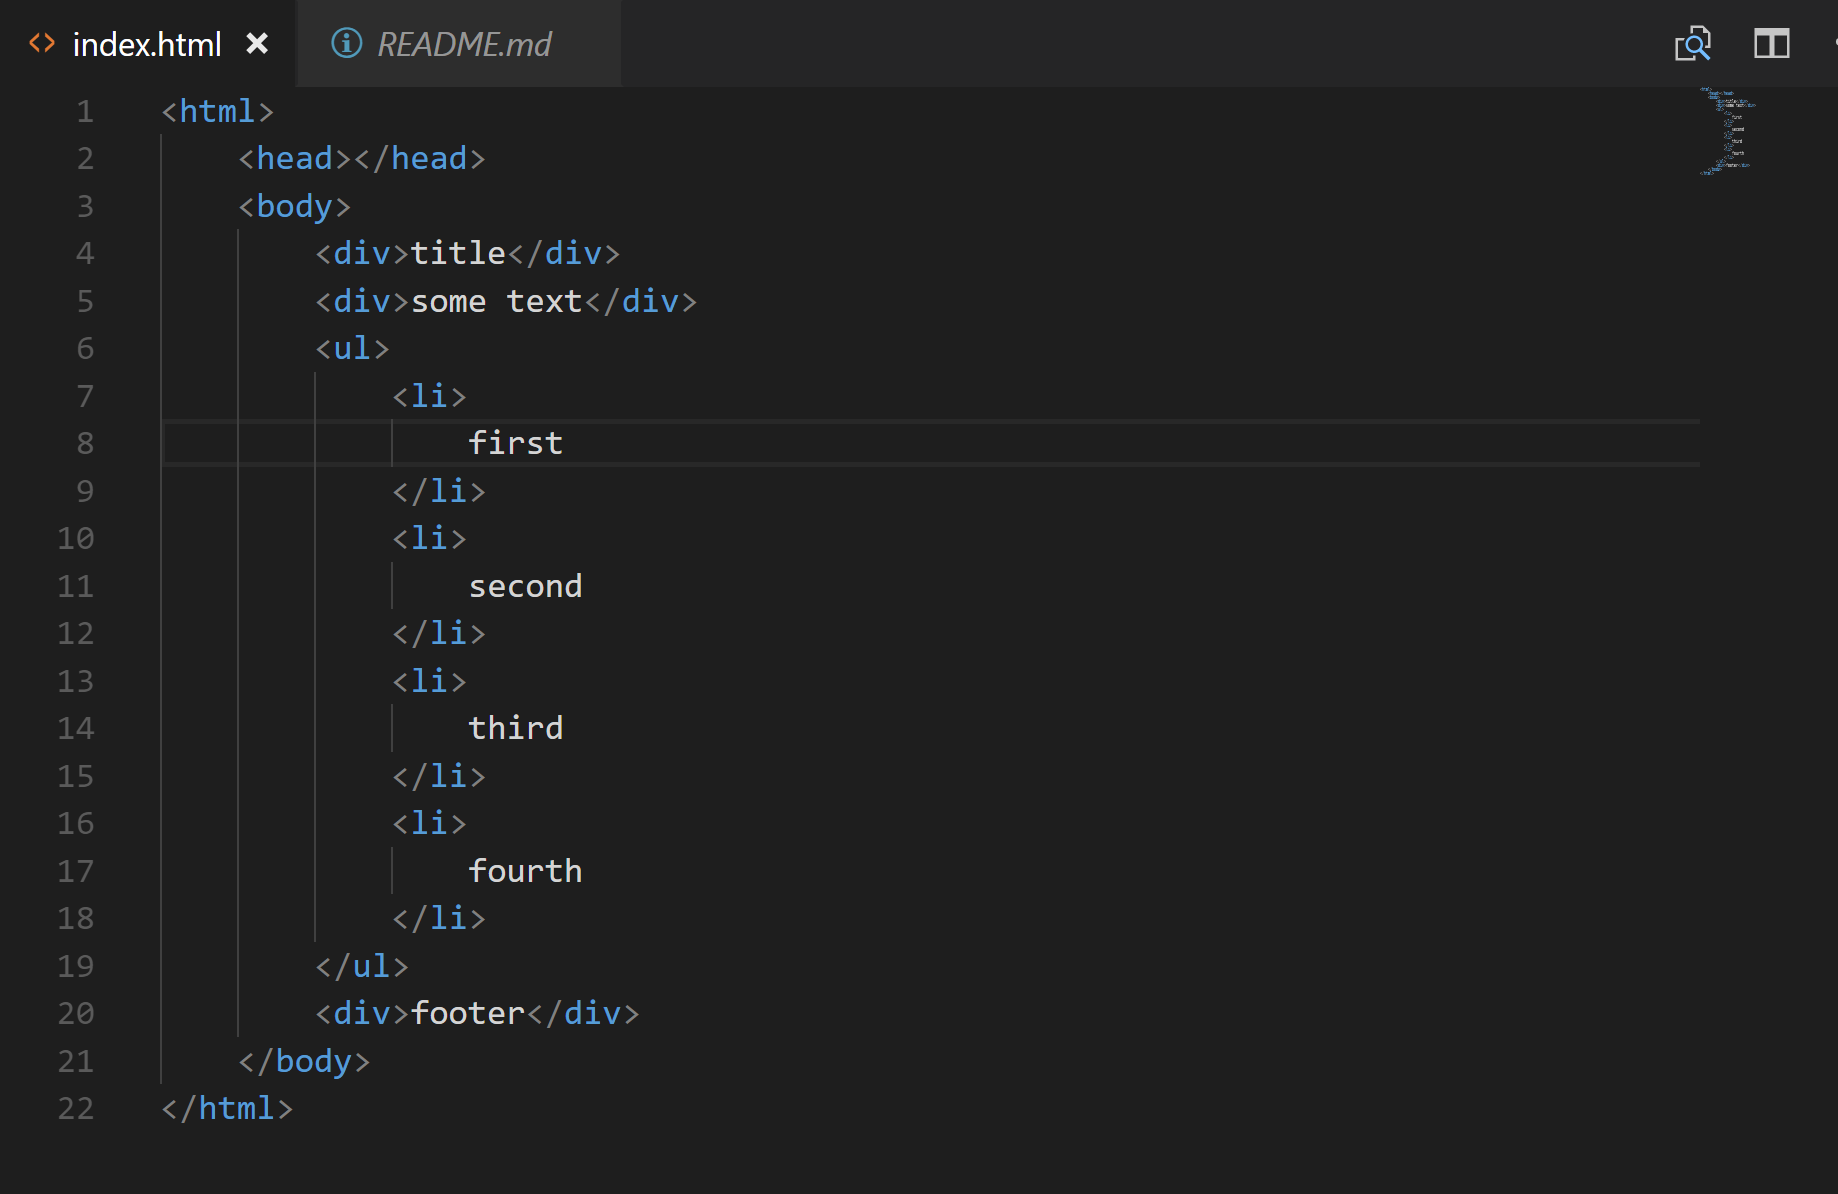 index.html README.md
1 <html>
2     <head></head>
3     <body>
4         <div>title</div>
5         <div>some text</div>
6         <ul>
7             <li>
8                 first
9             </li>
10             <li>
11                 second
12             </li>
13             <li>
14                 third
15             </li>
16             <li>
17                 fourth
18             </li>
19         </ul>
20         <div>footer</div>
21     </body>
22 </html>